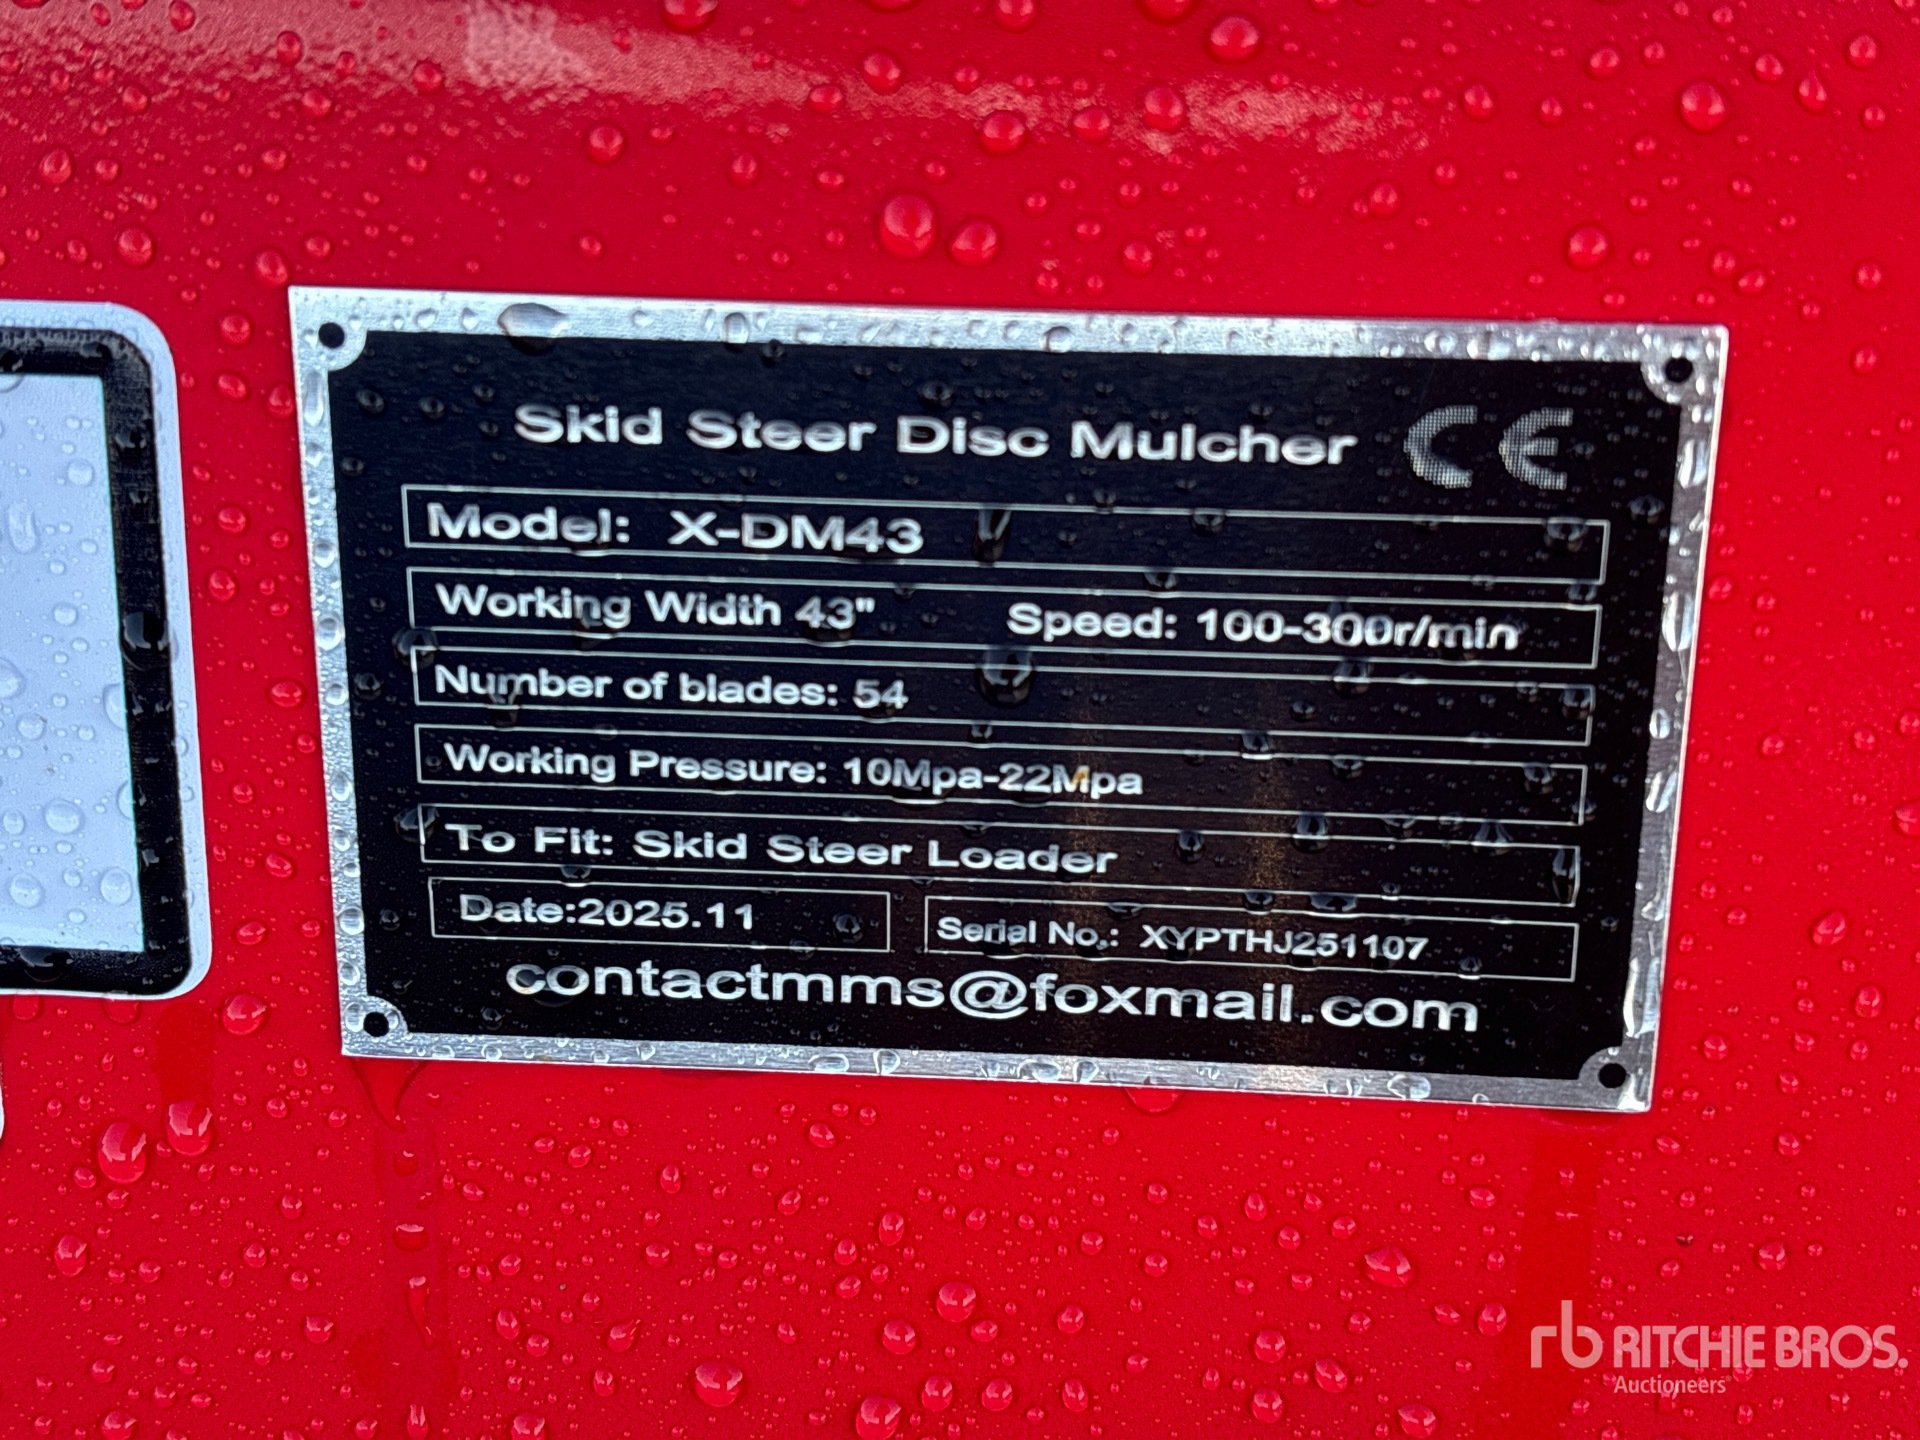 Skid Steer Disc Mulcher CE
Model: X-DM43
Working Width 43" Speed: 100-300r/min
Number of blades: 54
Working Pressure: 10Mpa-22Mpa
To Fit: Skid Steer Loader
Date:2025.11 Serial No.: XYPTHJ251107
contactmms@foxmail.com
rb RITCHIE BROS.
Auctioneers